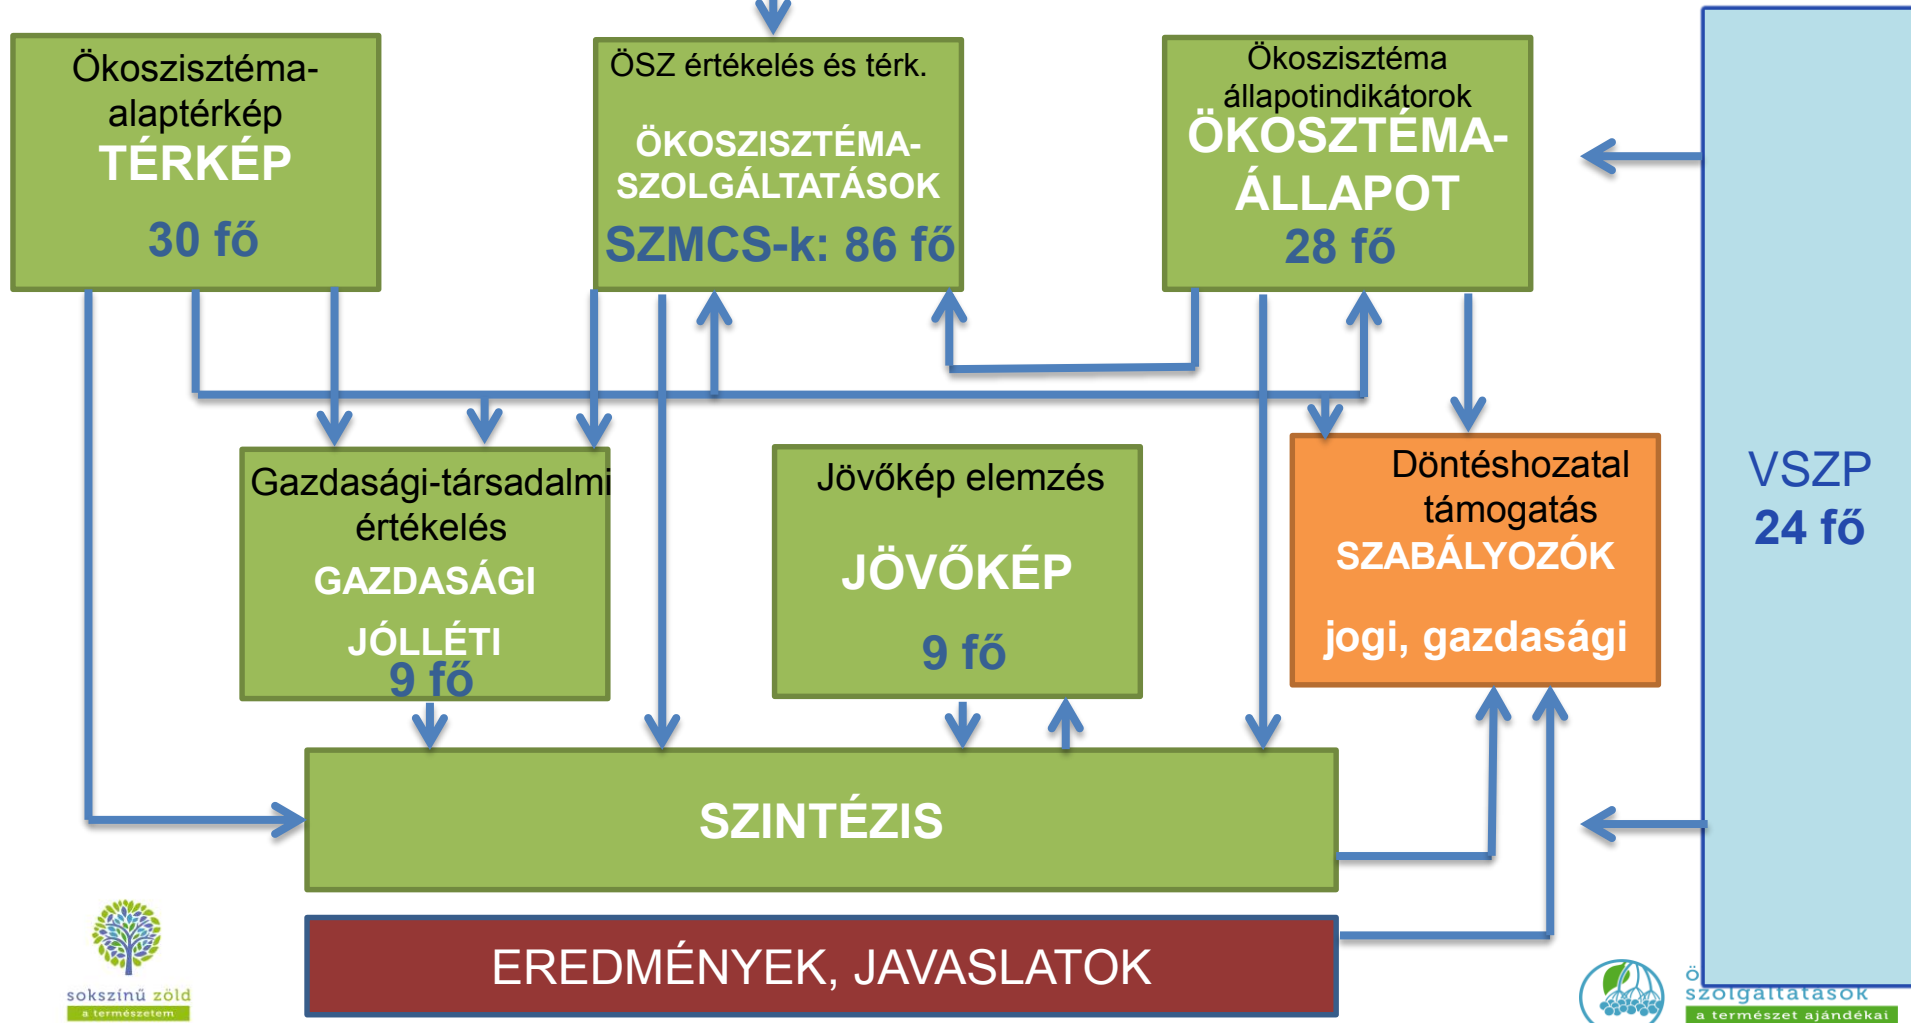 Ökoszisztéma-
alaptérkép
TÉRKÉP
30 fő
ÖSZ értékelés és térk.
ÖKOSZISZTÉMA-
SZOLGÁLTATÁSOK
SZMCS-k: 86 fő
Ökoszisztéma
állapotindikátorok
ÖKOSZTÉMA-
ÁLLAPOT
28 fő
Gazdasági-társadalmi
értékelés
GAZDASÁGI
JÓLLÉTI
9 fő
Jövőkép elemzés
JÖVŐKÉP
9 fő
Döntéshozatal
támogatás
SZABÁLYOZÓK
jogi, gazdasági
VSZP
24 fő
SZINTÉZIS
EREDMÉNYEK, JAVASLATOK
sokszínű zöld
a természetem
szolgáltatások
a természet ajándékai